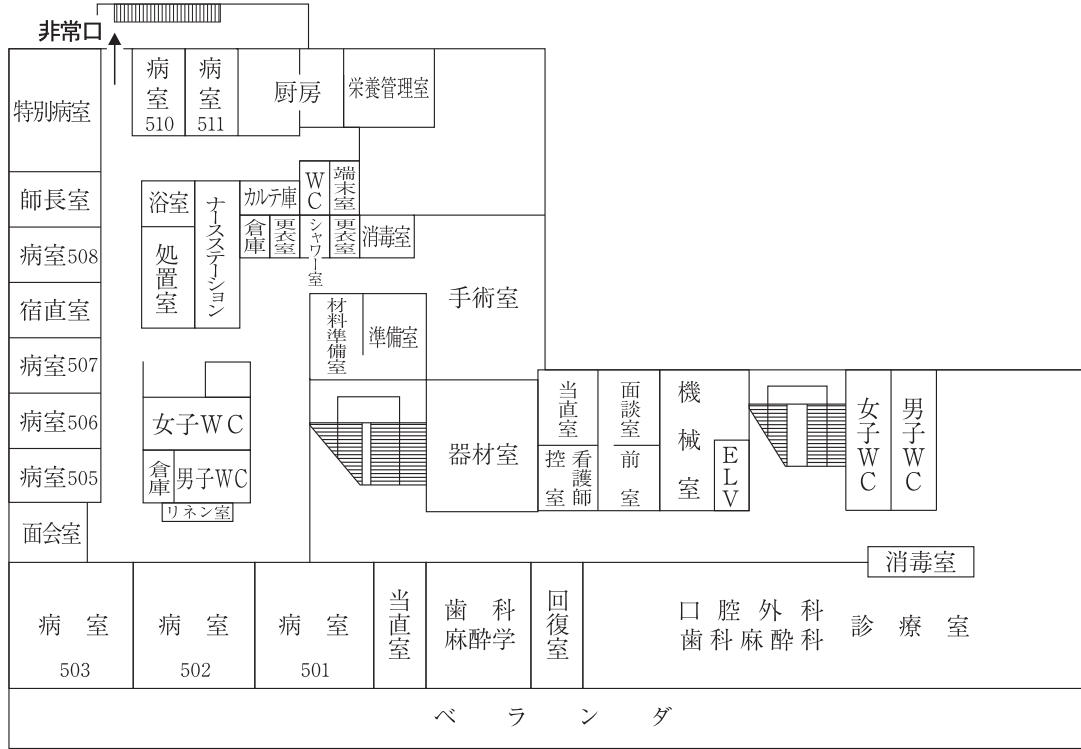 非常口
特別病室
病室
510
病室
511
厨房
栄養管理室
師長室
浴室
ナースステーション
カルテ庫
WC
端末室
倉庫
更衣室
シャワー室
更衣室
消毒室
病室508
処置室
宿直室
材料準備室
準備室
手術室
病室507
病室506
女子WC
病室505
倉庫
男子WC
リネン室
面会室
器材室
当直室
面談室
機械室
控室
看護師
前室
ELV
女子WC
男子WC
消毒室
病室
503
病室
502
病室
501
当直室
歯科
麻酔学
回復室
口腔外科
歯科麻酔科
診療室
ベランダ